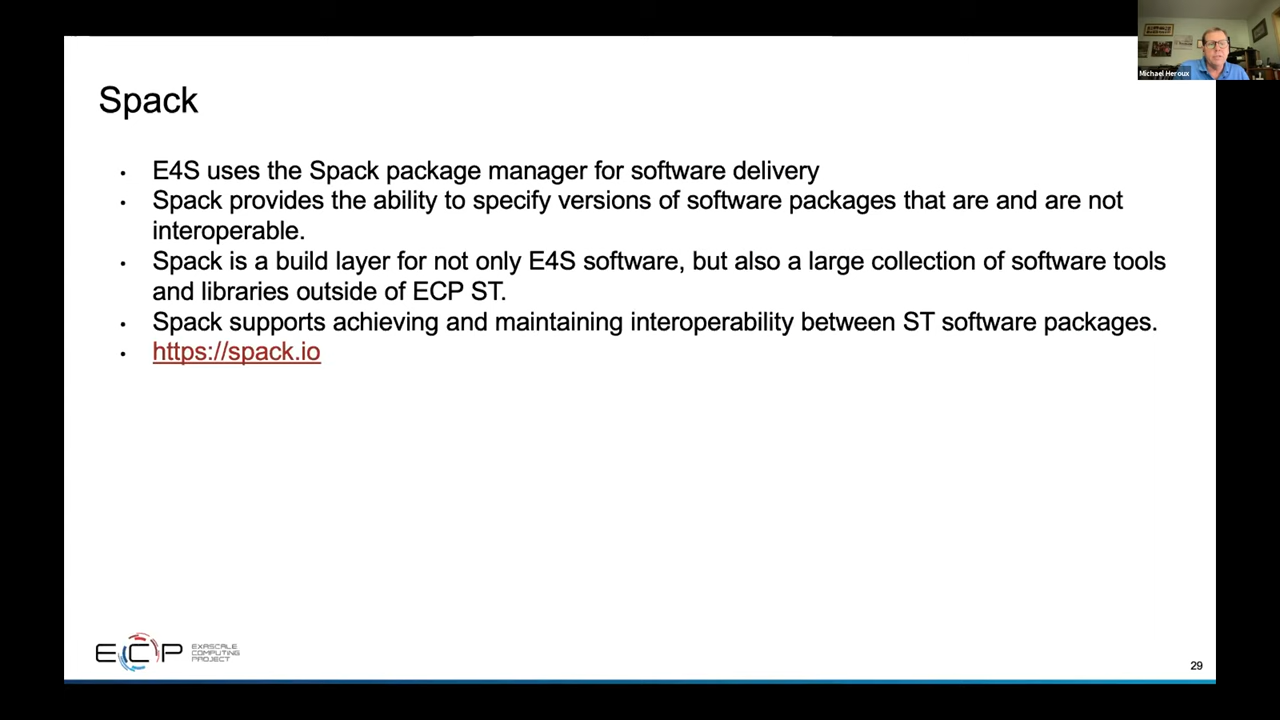 Michael Heroux
Spack
• E4S uses the Spack package manager for software delivery
• Spack provides the ability to specify versions of software packages that are and are not
interoperable.
• Spack is a build layer for not only E4S software, but also a large collection of software tools
and libraries outside of ECP ST.
• Spack supports achieving and maintaining interoperability between ST software packages.
• https://spack.io
ECP
EXASCALE
COMPUTING
PROJECT
29